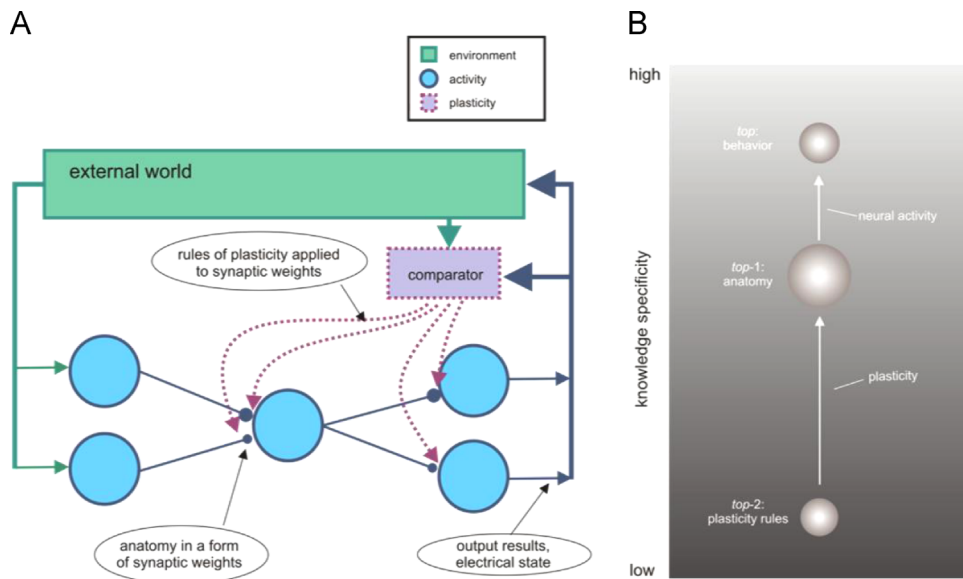 A
environment
activity
plasticity
external world
rules of plasticity applied
to synaptic weights
comparator
anatomy in a form
of synaptic weights
output results,
electrical state
B
high
top:
behavior
neural activity
top-1:
anatomy
knowledge specificity
plasticity
top-2:
plasticity rules
low